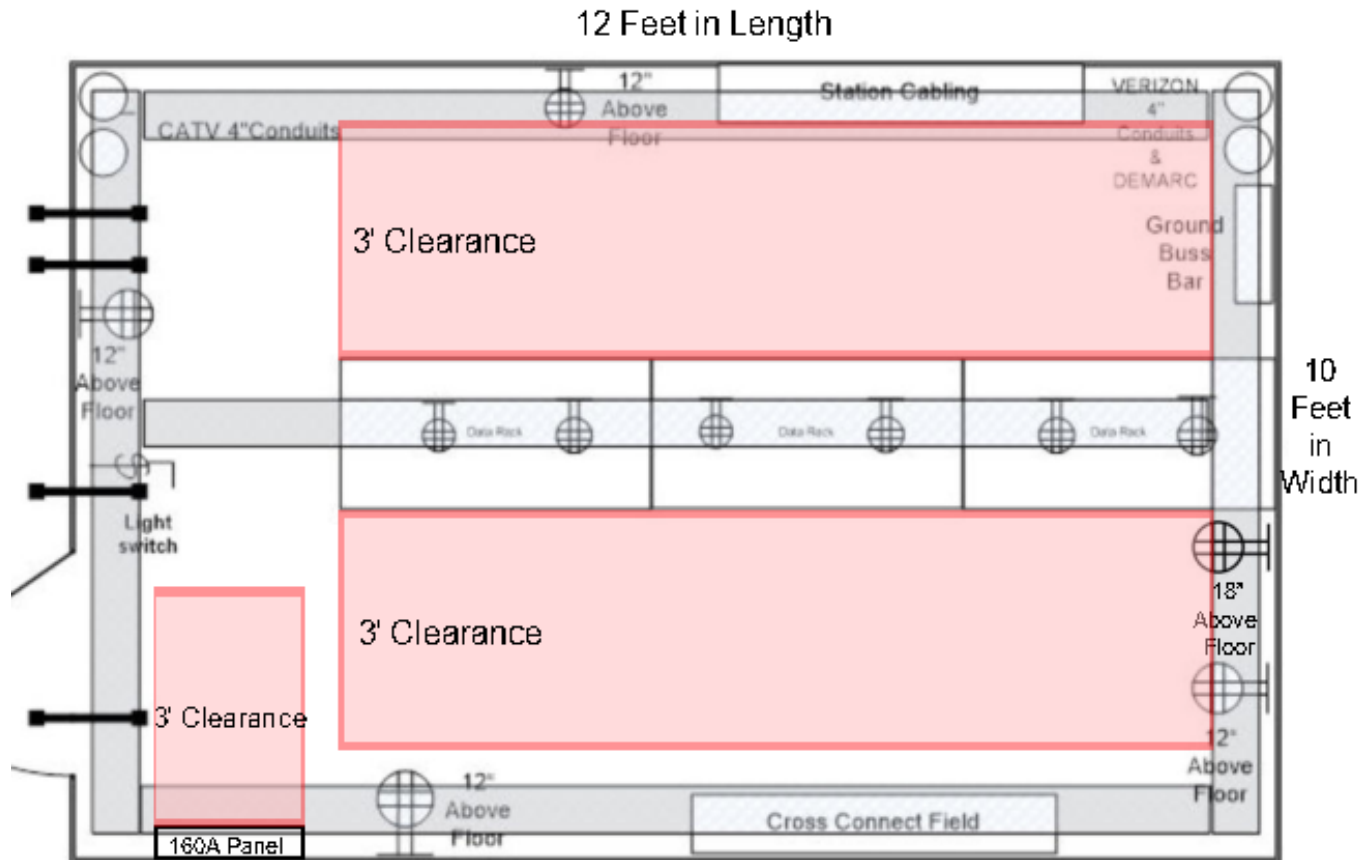 12 Feet in Length
12"
Above
Floor
Station Cabling
VERIZON
4"
Conduits
&
DEMARC
CATV 4"Conduits
3' Clearance
Ground
Buss
Bar
12"
Above
Floor
10
Feet
in
Width
Data Rack
Data Rack
Data Rack
Light
switch
18"
Above
Floor
3' Clearance
3' Clearance
12"
Above
Floor
12"
Above
Floor
Cross Connect Field
160A Panel